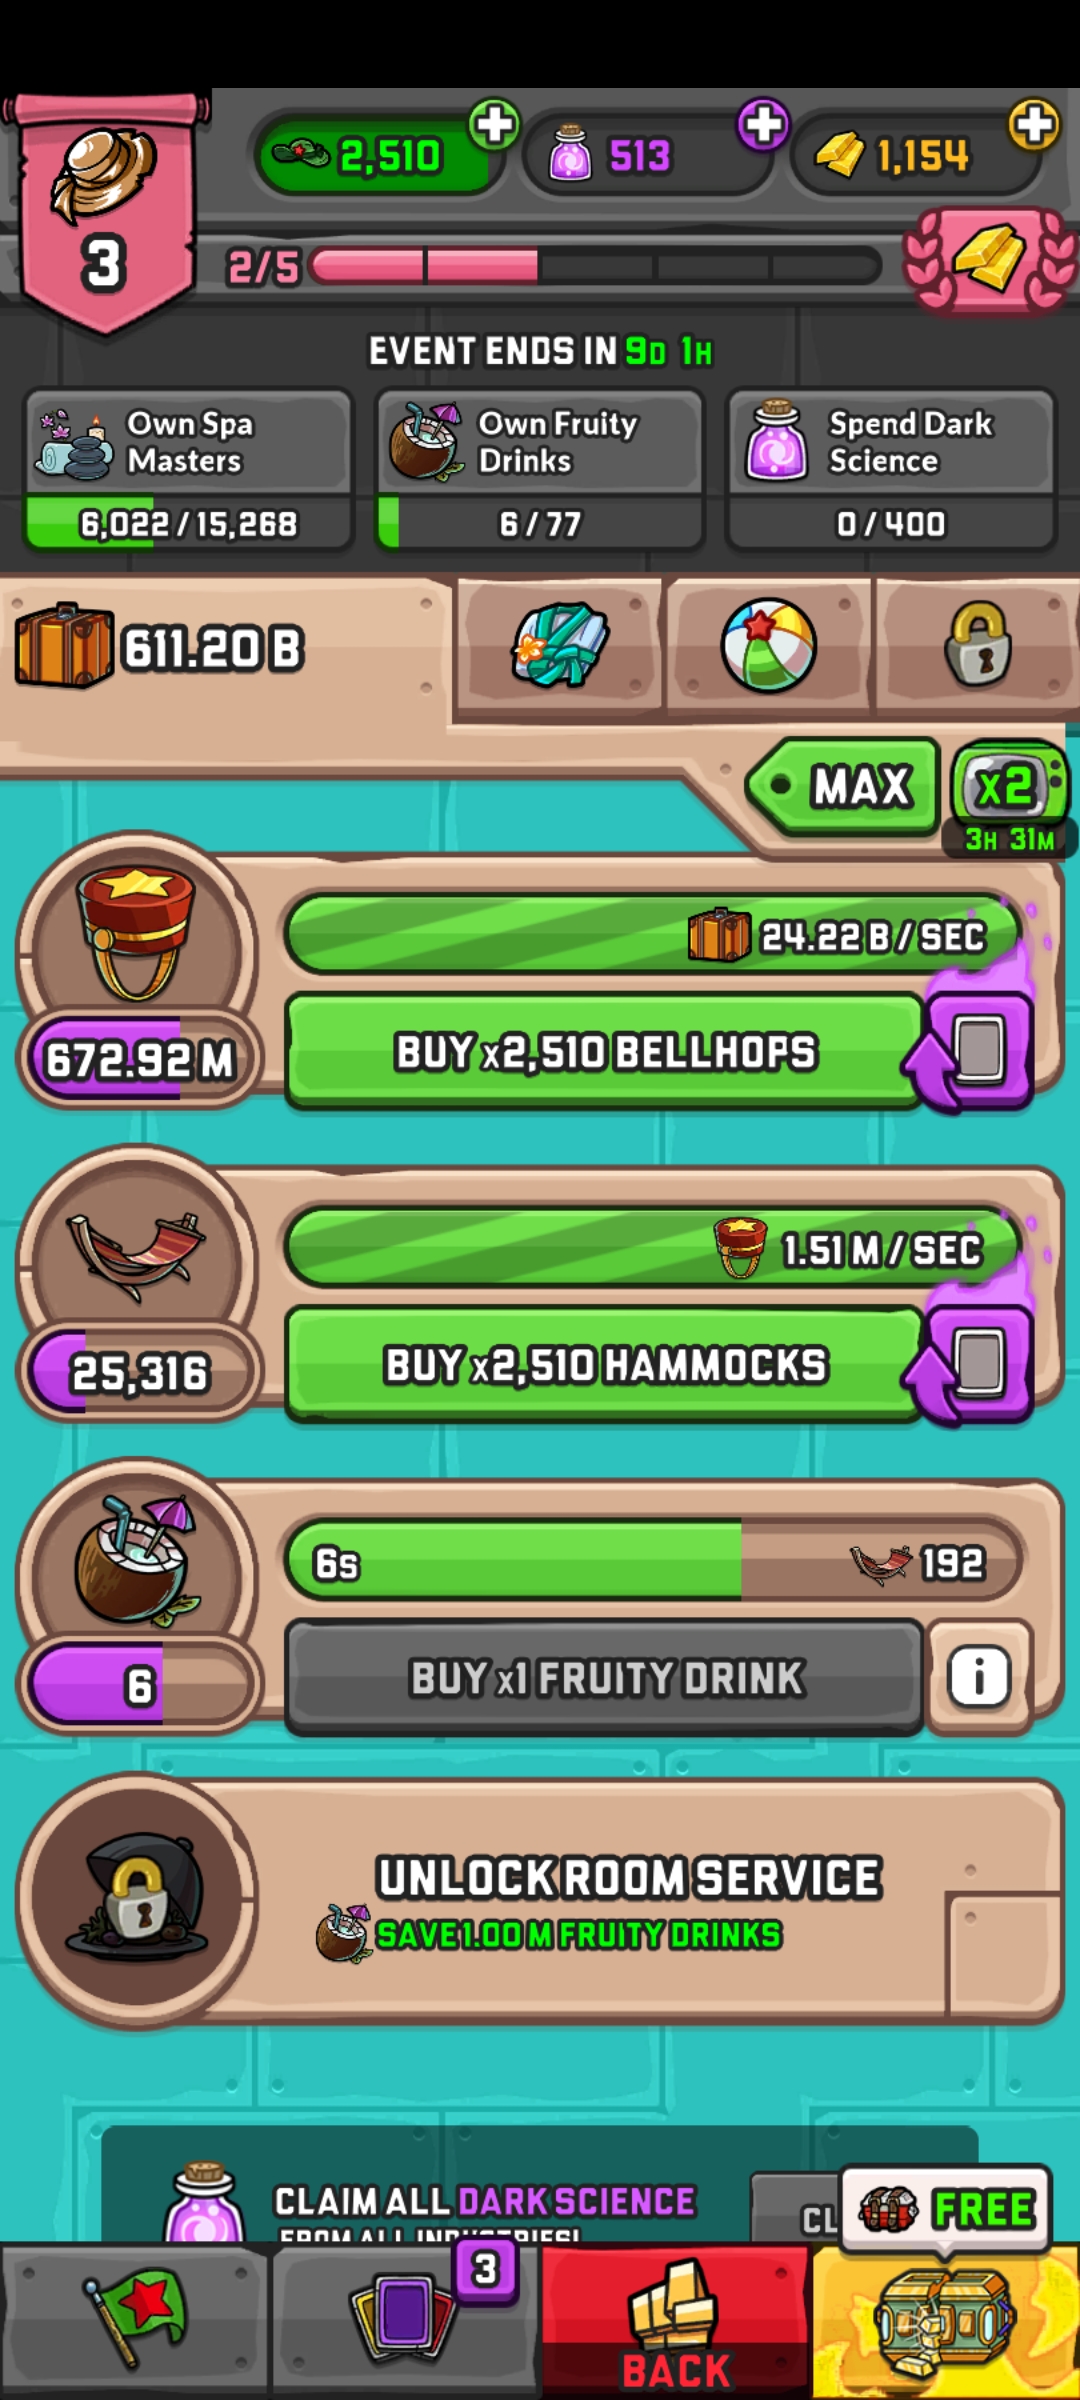 2,510
513
1,154
3
2/5
EVENT ENDS IN 9D 1H
Own Spa
Masters
6,022/15,268
Own Fruity
Drinks
6/77
Spend Dark
Science
0/400
611.20 B
MAX
x2
3H 31M
24.22 B/SEC
672.92 M
BUY x2,510 BELLHOPS
1.51 M/SEC
25,316
BUY x2,510 HAMMOCKS
6s
192
6
BUY x1 FRUITY DRINK
i
UNLOCK ROOM SERVICE
SAVE 1.00 M FRUITY DRINKS
CLAIM ALL DARK SCIENCE
FROM ALL INDUSTRIES!
CL
FREE
3
BACK